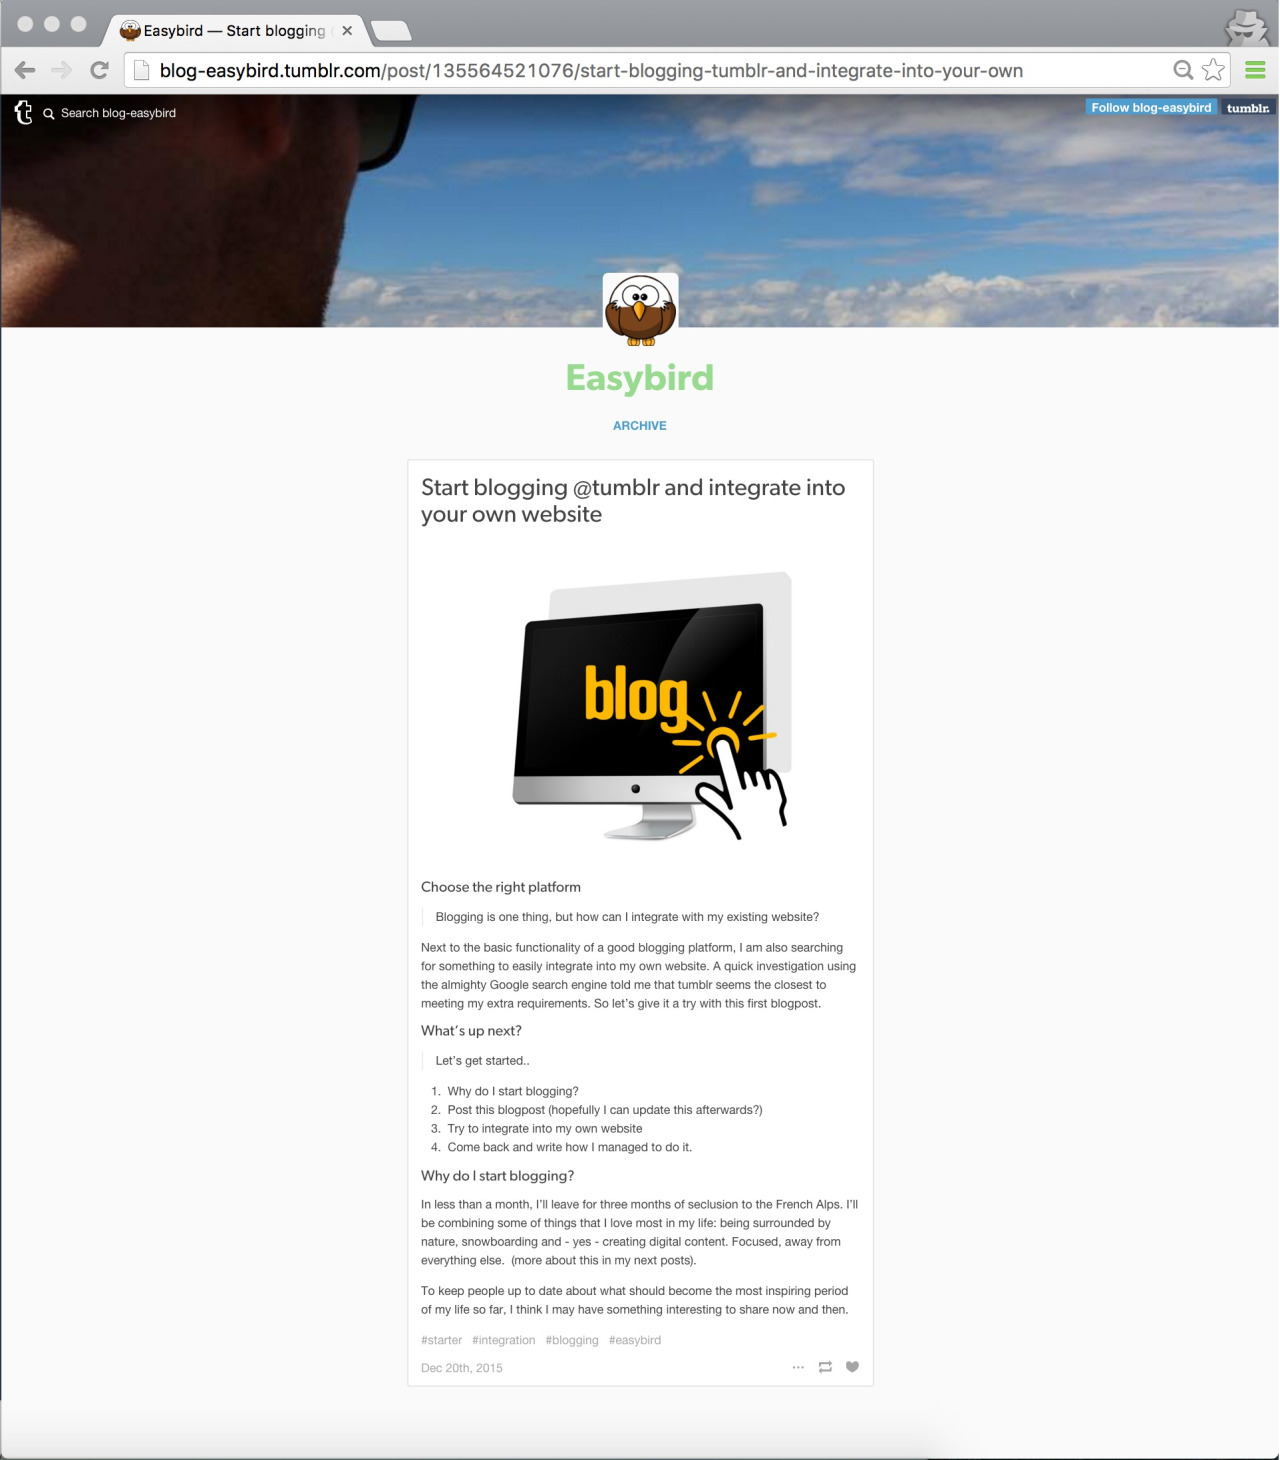 Easybird — Start blogging
blog-easybird.tumblr.com/post/135564521076/start-blogging-tumblr-and-integrate-into-your-own
Search blog-easybird
Follow blog-easybird
tumblr.
Easybird
ARCHIVE
Start blogging @tumblr and integrate into
your own website
blog
Choose the right platform
Blogging is one thing, but how can I integrate with my existing website?
Next to the basic functionality of a good blogging platform, I am also searching
for something to easily integrate into my own website. A quick investigation using
the almighty Google search engine told me that tumblr seems the closest to
meeting my extra requirements. So let's give it a try with this first blogpost.
What's up next?
Let's get started..
1. Why do I start blogging?
2. Post this blogpost (hopefully I can update this afterwards?)
3. Try to integrate into my own website
4. Come back and write how I managed to do it.
Why do I start blogging?
In less than a month, I'll leave for three months of seclusion to the French Alps. I'll
be combining some of things that I love most in my life: being surrounded by
nature, snowboarding and - yes - creating digital content. Focused, away from
everything else.  (more about this in my next posts).
To keep people up to date about what should become the most inspiring period
of my life so far, I think I may have something interesting to share now and then.
#starter #integration #blogging #easybird
Dec 20th, 2015